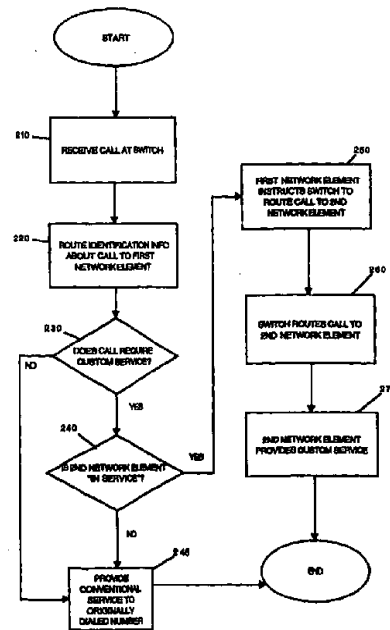 START
210
RECEIVE CALL AT SWITCH
220
ROUTE IDENTIFICATION INFO
ABOUT CALL TO FIRST
NETWORK ELEMENT
230
DOES CALL REQUIRE
CUSTOM SERVICE?
NO
YES
240
IS 2ND NETWORK ELEMENT
"IN SERVICE"?
YES
NO
245
PROVIDE
CONVENTIONAL
SERVICE TO
ORIGINALLY
DIALED NUMBER
250
FIRST NETWORK ELEMENT
INSTRUCTS SWITCH TO
ROUTE CALL TO 2ND
NETWORK ELEMENT
260
SWITCH ROUTES CALL TO
2ND NETWORK ELEMENT
27
2ND NETWORK ELEMENT
PROVIDES CUSTOM SERVICE
END